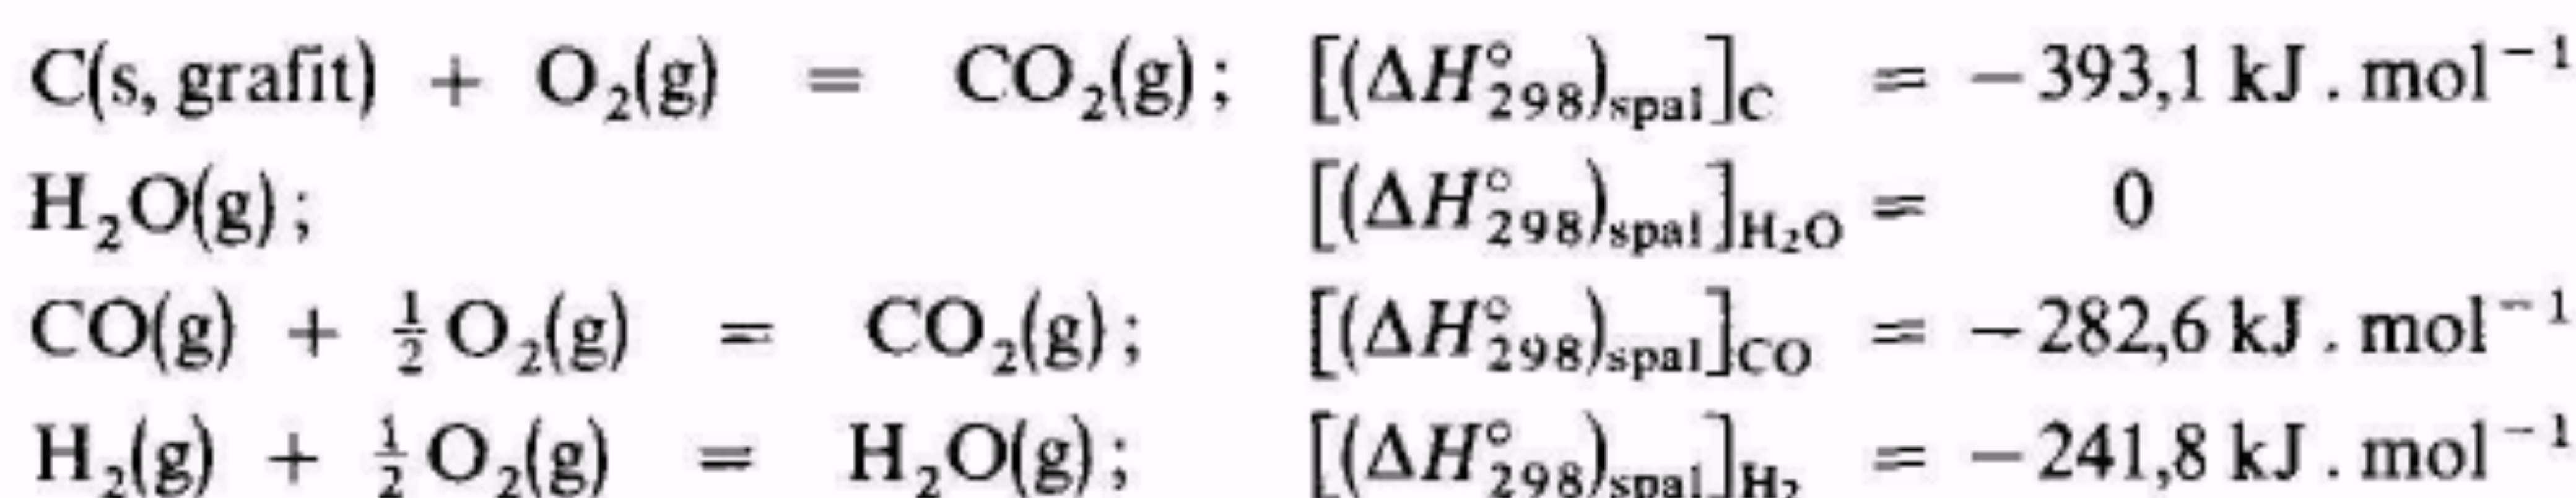 C(s, grafit) + O₂(g) = CO₂(g); [(ΔH°₂₉₈)ₛₚₐₗ]C = −393,1 kJ . mol⁻¹
H₂O(g); [(ΔH°₂₉₈)ₛₚₐₗ]H₂O = 0
CO(g) + ½ O₂(g) = CO₂(g); [(ΔH°₂₉₈)ₛₚₐₗ]CO = −282,6 kJ . mol⁻¹
H₂(g) + ½ O₂(g) = H₂O(g); [(ΔH°₂₉₈)ₛₚₐₗ]H₂ = −241,8 kJ . mol⁻¹